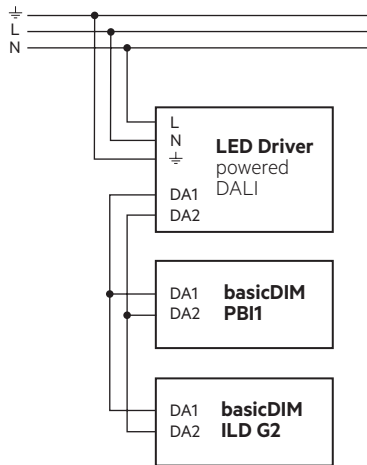 ⏚
L
N
L
N
⏚
LED Driver
powered
DALI
DA1
DA2
DA1 basicDIM
DA2 PBI1
DA1 basicDIM
DA2 ILD G2